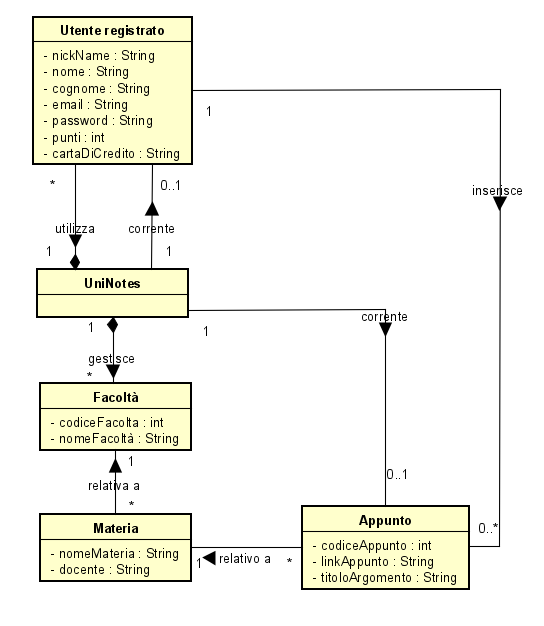 Utente registrato
- nickName : String
- nome : String
- cognome : String
- email : String
- password : String
- punti : int
- cartaDiCredito : String
1
*
0..1
inserisce
utilizza
corrente
1
1
UniNotes
1
1
corrente
gestisce
*
Facoltà
- codiceFacolta : int
- nomeFacoltà : String
1
relativa a
0..1
*
Materia
- nomeMateria : String
- docente : String
1
relativo a
*
Appunto
- codiceAppunto : int
- linkAppunto : String
- titoloArgomento : String
0..*